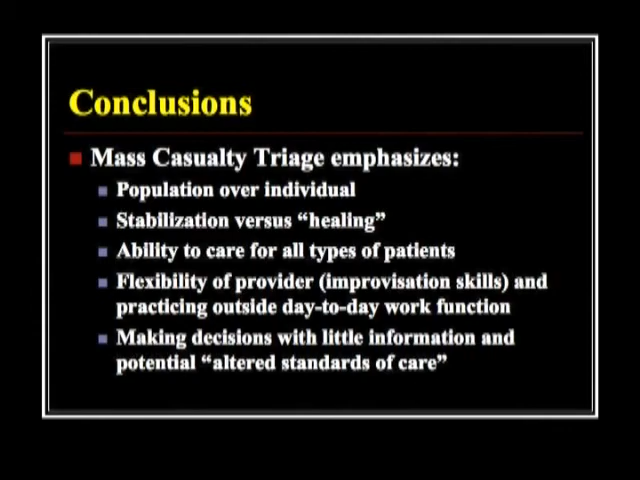 Conclusions
Mass Casualty Triage emphasizes:
Population over individual
Stabilization versus “healing”
Ability to care for all types of patients
Flexibility of provider (improvisation skills) and
practicing outside day-to-day work function
Making decisions with little information and
potential “altered standards of care”